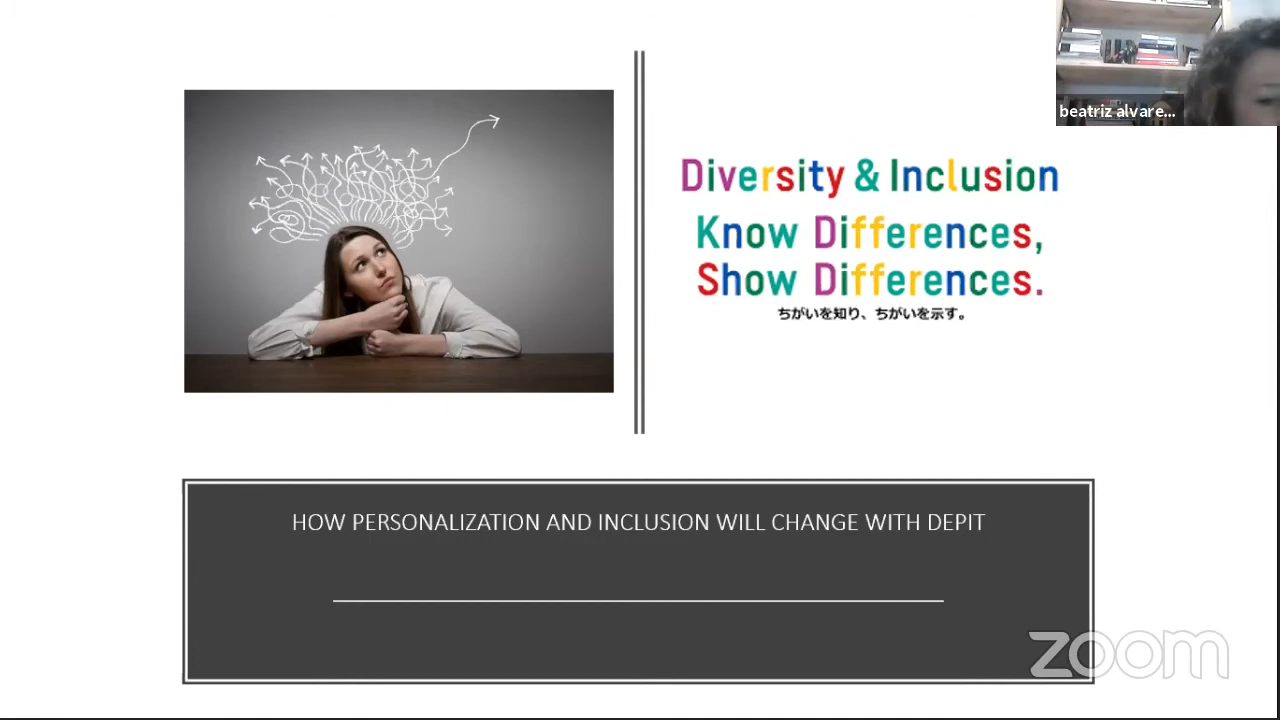 beatriz alvare...
Diversity & Inclusion
Know Differences,
Show Differences.
ちがいを知り、ちがいを示す。
HOW PERSONALIZATION AND INCLUSION WILL CHANGE WITH DEPIT
zoom